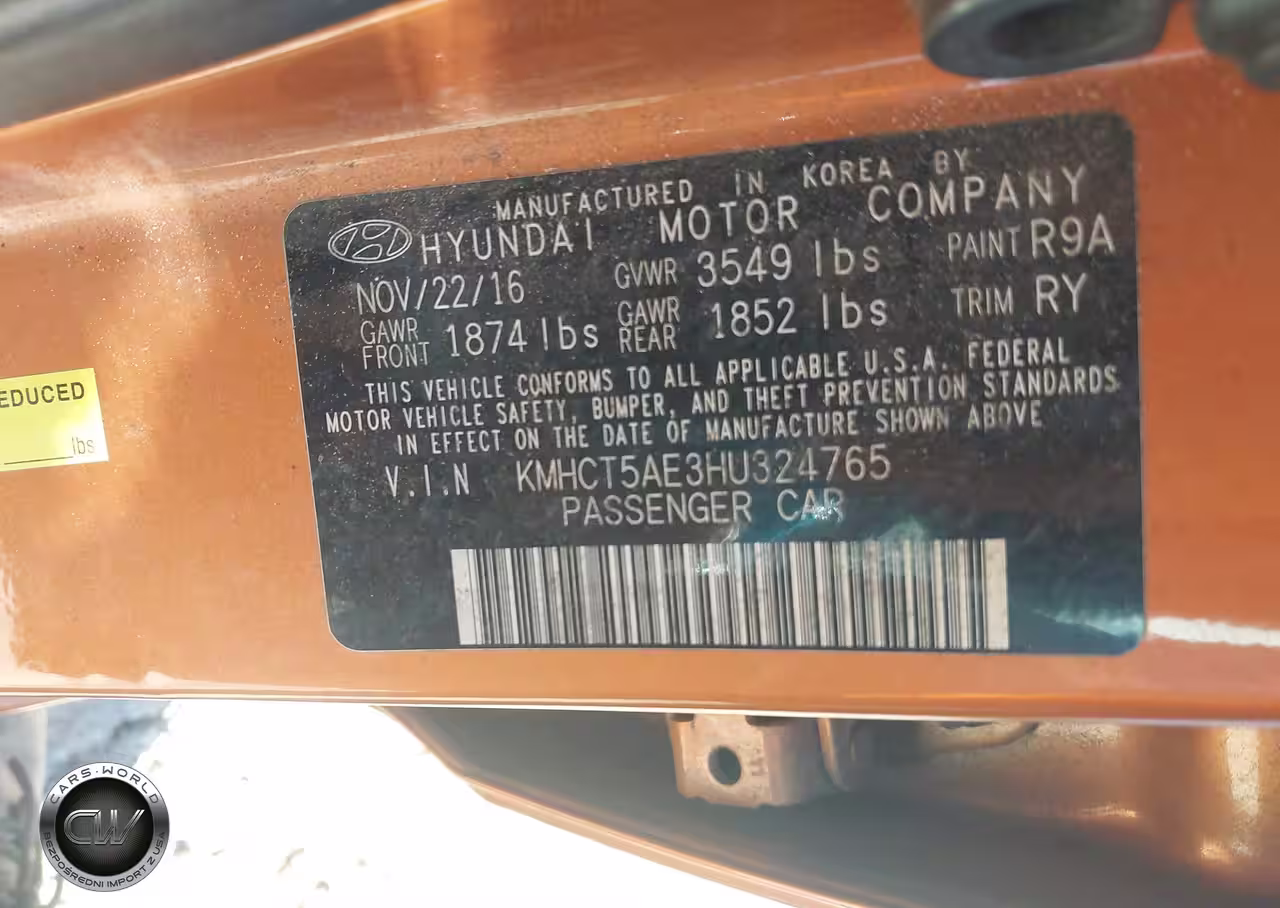 MANUFACTURED IN KOREA BY
HYUNDAI MOTOR COMPANY
NOV/22/16 GVWR 3549 lbs PAINT R9A
GAWR FRONT 1874 lbs GAWR REAR 1852 lbs TRIM RY
THIS VEHICLE CONFORMS TO ALL APPLICABLE U.S.A. FEDERAL
MOTOR VEHICLE SAFETY, BUMPER, AND THEFT PREVENTION STANDARDS
IN EFFECT ON THE DATE OF MANUFACTURE SHOWN ABOVE
V.I.N KMHCT5AE3HU324765
PASSENGER CAR
EDUCED
lbs
CARS·WORLD
CW
BEZPOŚREDNI IMPORT Z USA